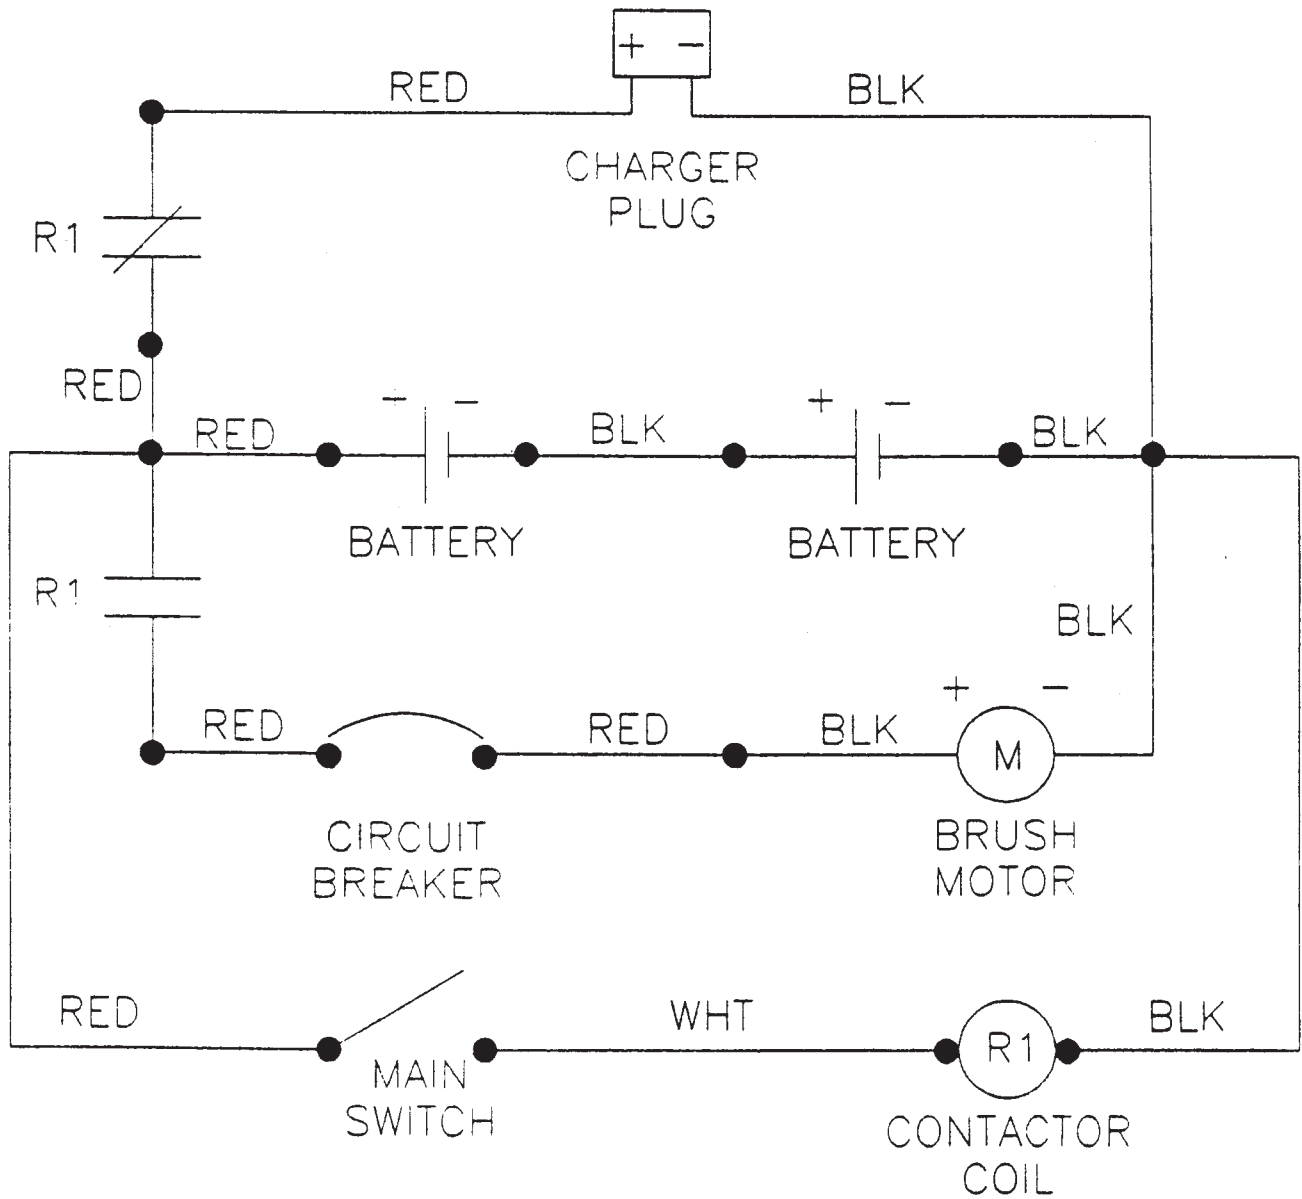 + −
RED
BLK
CHARGER
PLUG
R1
RED
RED
+ −
BLK
+ −
BLK
BATTERY
BATTERY
R1
BLK
RED
RED
BLK
+ −
M
CIRCUIT
BREAKER
BRUSH
MOTOR
RED
WHT
BLK
R1
MAIN
SWITCH
CONTACTOR
COIL